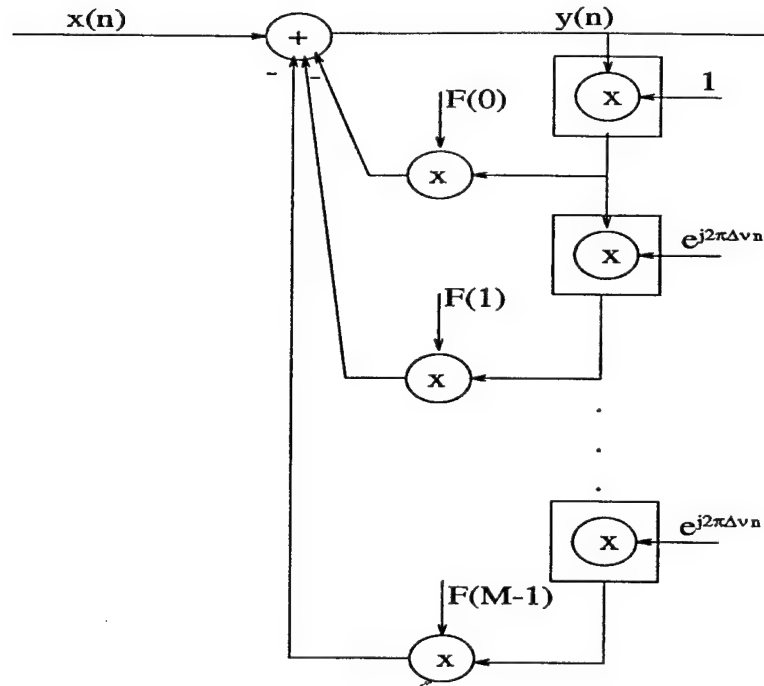 x(n)
y(n)
+
- -
x
1
F(0)
x
x
e^{j2πΔνn}
F(1)
x
x
e^{j2πΔνn}
F(M-1)
x